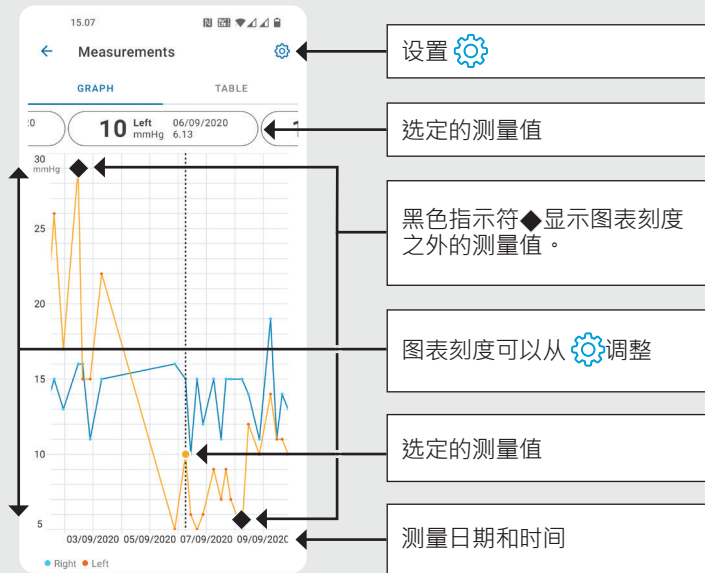 15.07
Measurements
设置
GRAPH
TABLE
10 Left mmHg 06/09/2020 6.13
选定的测量值
30
mmHg
黑色指示符◆显示图表刻度
之外的测量值。
25
20
图表刻度可以从 调整
15
10
选定的测量值
5
03/09/2020 05/09/2020 07/09/2020 09/09/2020
测量日期和时间
Right Left